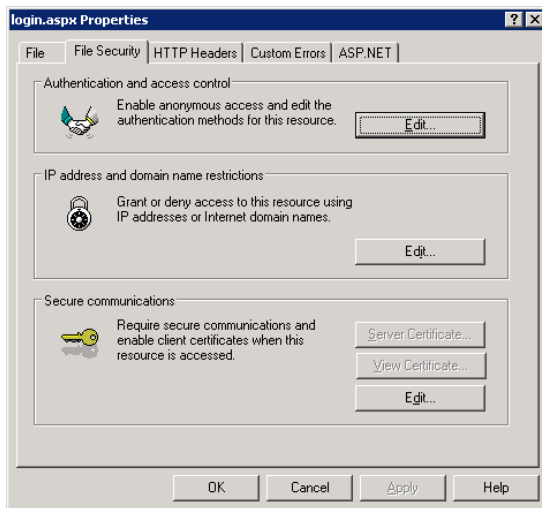 login.aspx Properties
File
File Security
HTTP Headers
Custom Errors
ASP.NET
Authentication and access control
Enable anonymous access and edit the
authentication methods for this resource.
Edit...
IP address and domain name restrictions
Grant or deny access to this resource using
IP addresses or Internet domain names.
Edit...
Secure communications
Require secure communications and
enable client certificates when this
resource is accessed.
Server Certificate...
View Certificate...
Edit...
OK
Cancel
Apply
Help